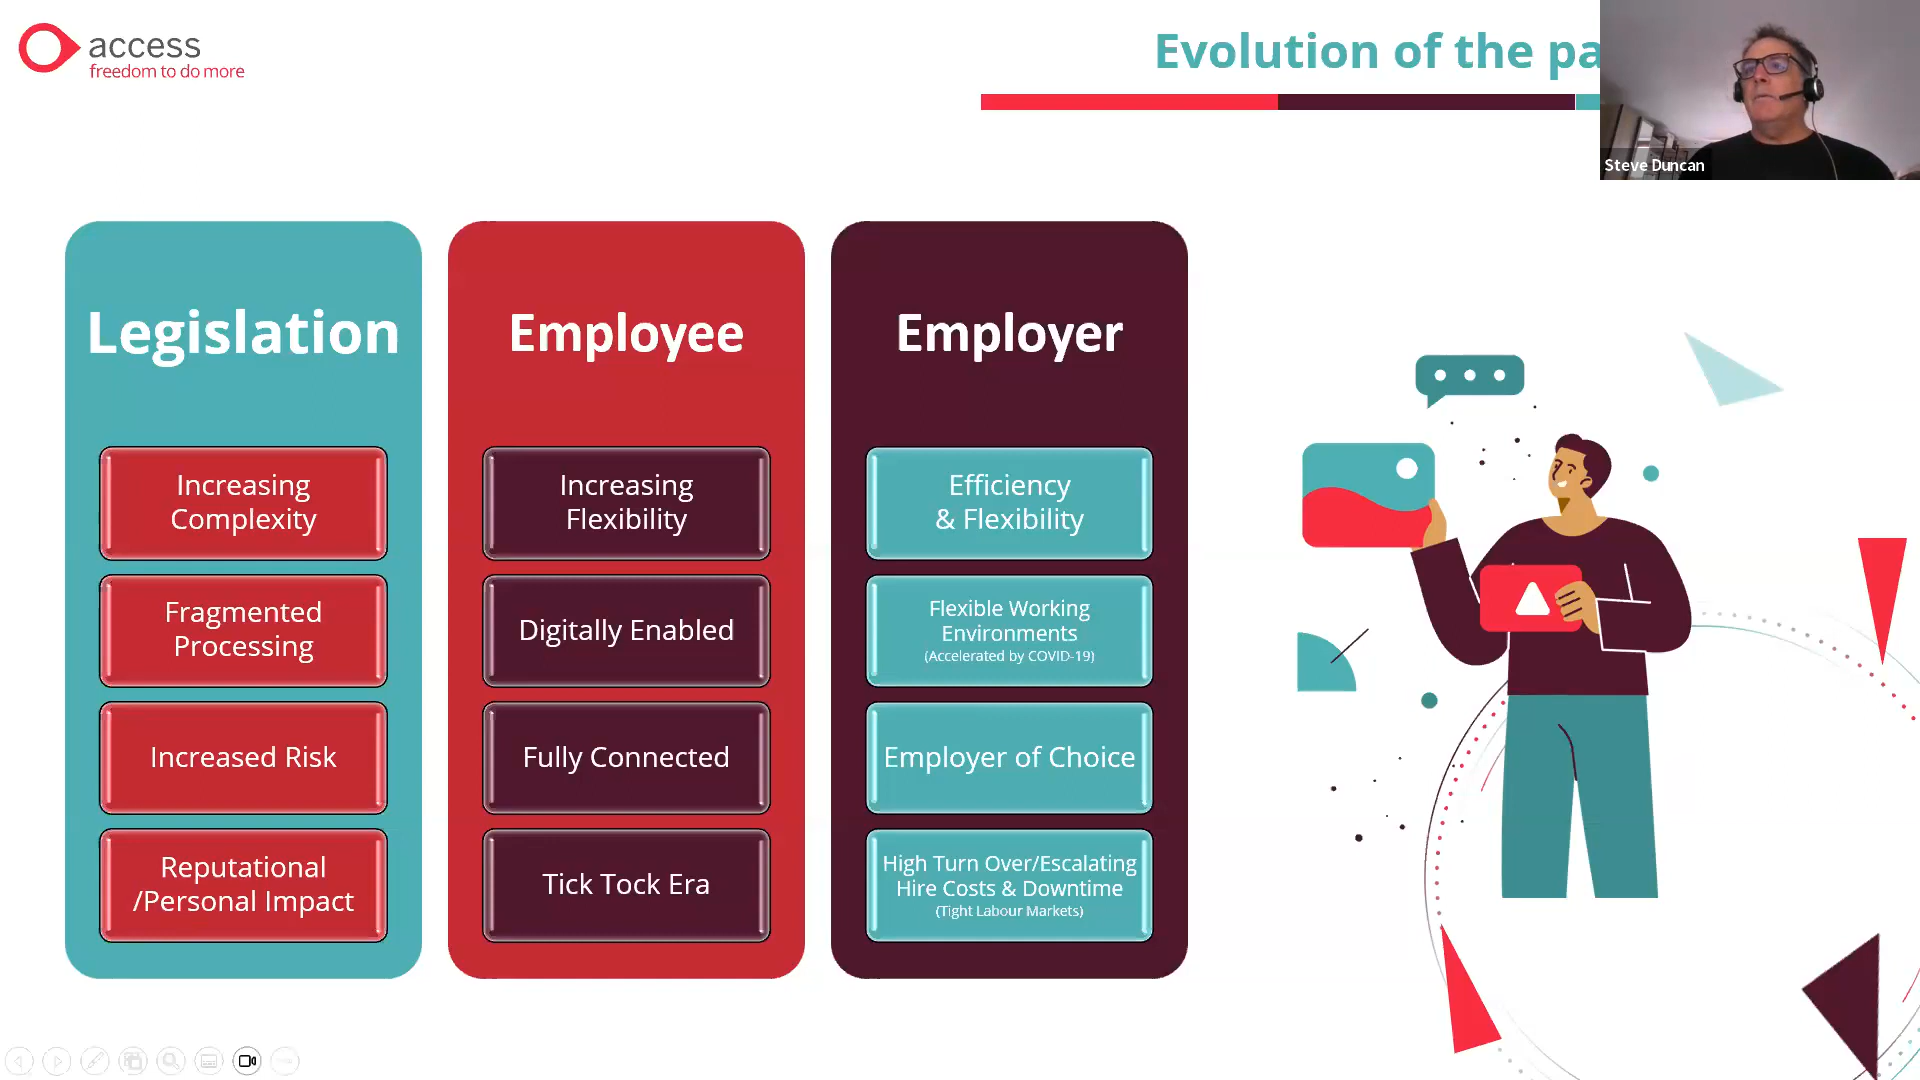 access
freedom to do more
Evolution of the
Steve Duncan
Legislation
Increasing
Complexity
Fragmented
Processing
Increased Risk
Reputational
/Personal Impact
Employee
Increasing
Flexibility
Digitally Enabled
Fully Connected
Tick Tock Era
Employer
Efficiency
& Flexibility
Flexible Working
Environments
(Accelerated by COVID-19)
Employer of Choice
High Turn Over/Escalating
Hire Costs & Downtime
(Tight Labour Markets)